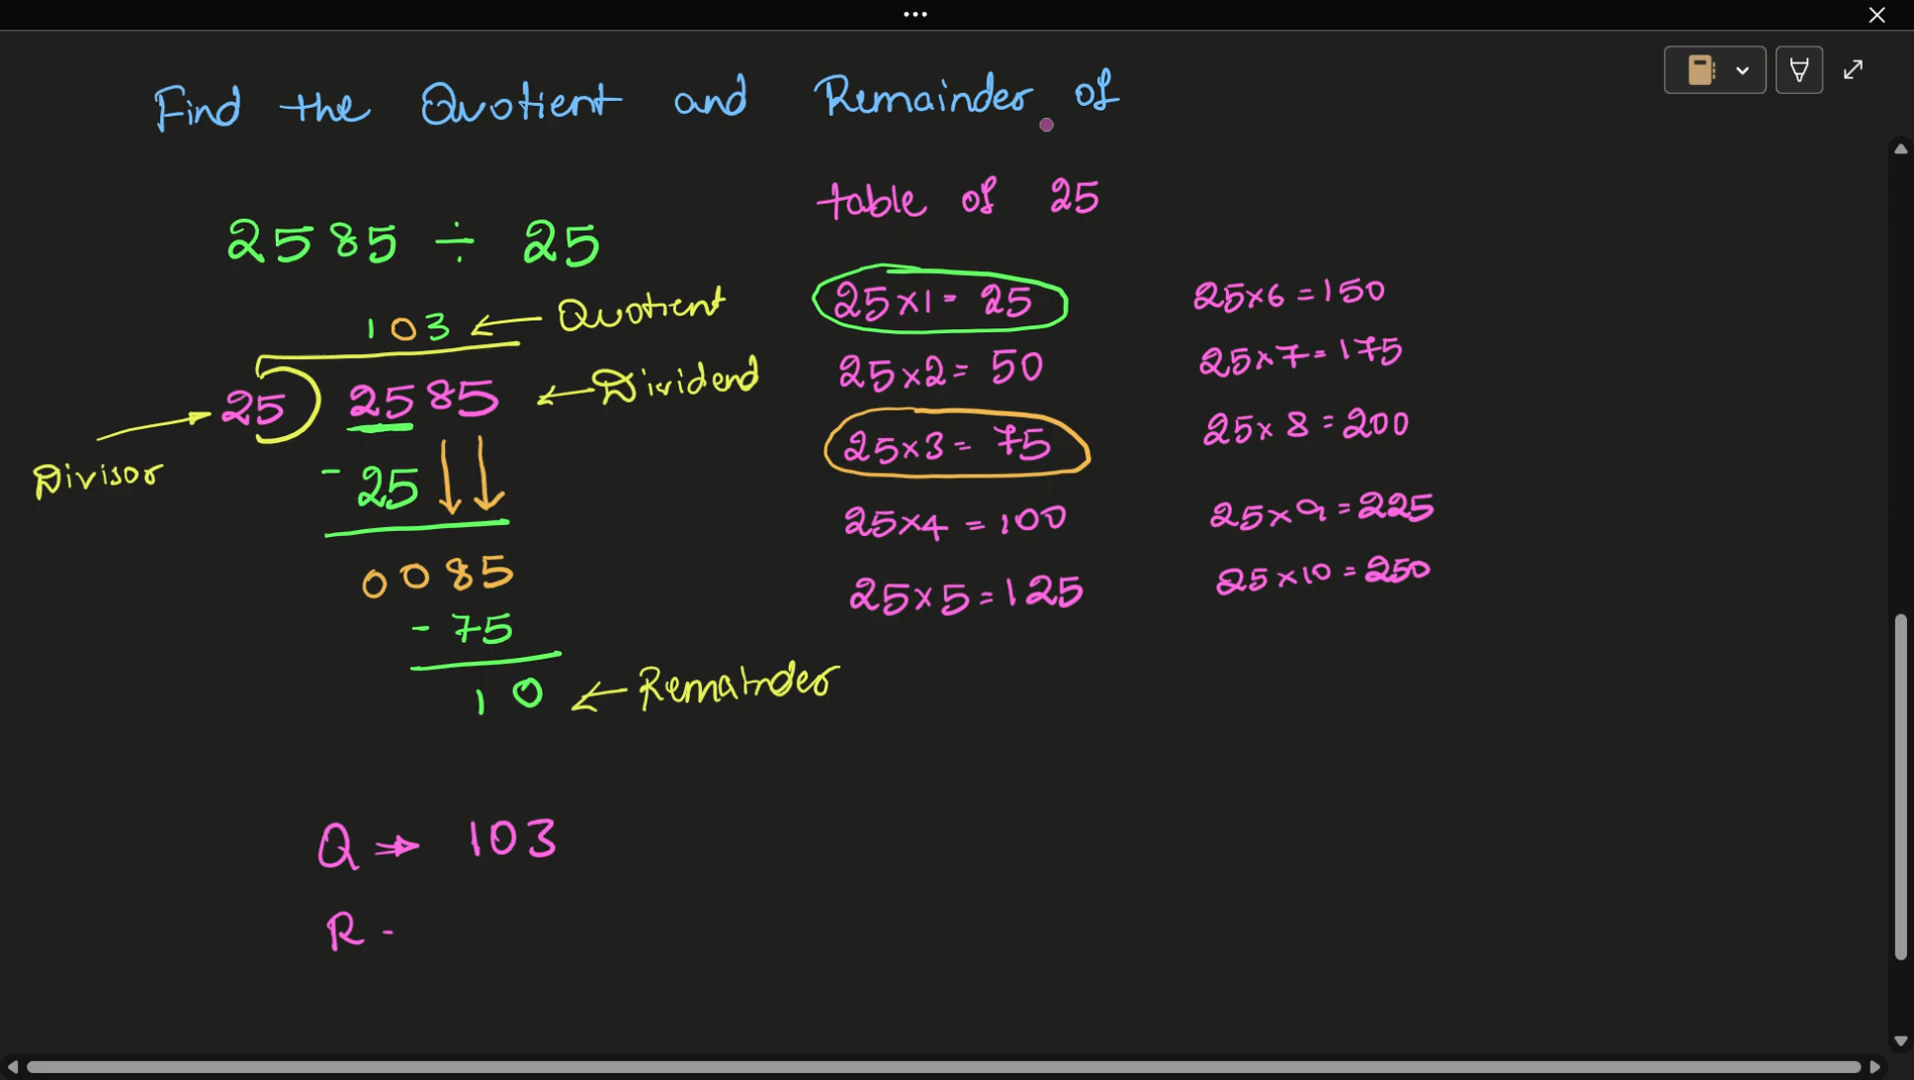 Find the Quotient and Remainder of
table of 25
2585 ÷ 25
25×1= 25
25×6=150
103 ← Quotient
25×2= 50
25×7=175
25) 2585 ← Dividend
25×3= 75
25×8=200
Divisor
-25
25×4=100
25×9=225
0085
25×5=125
25×10=250
-75
10 ← Remainder
Q → 103
R -